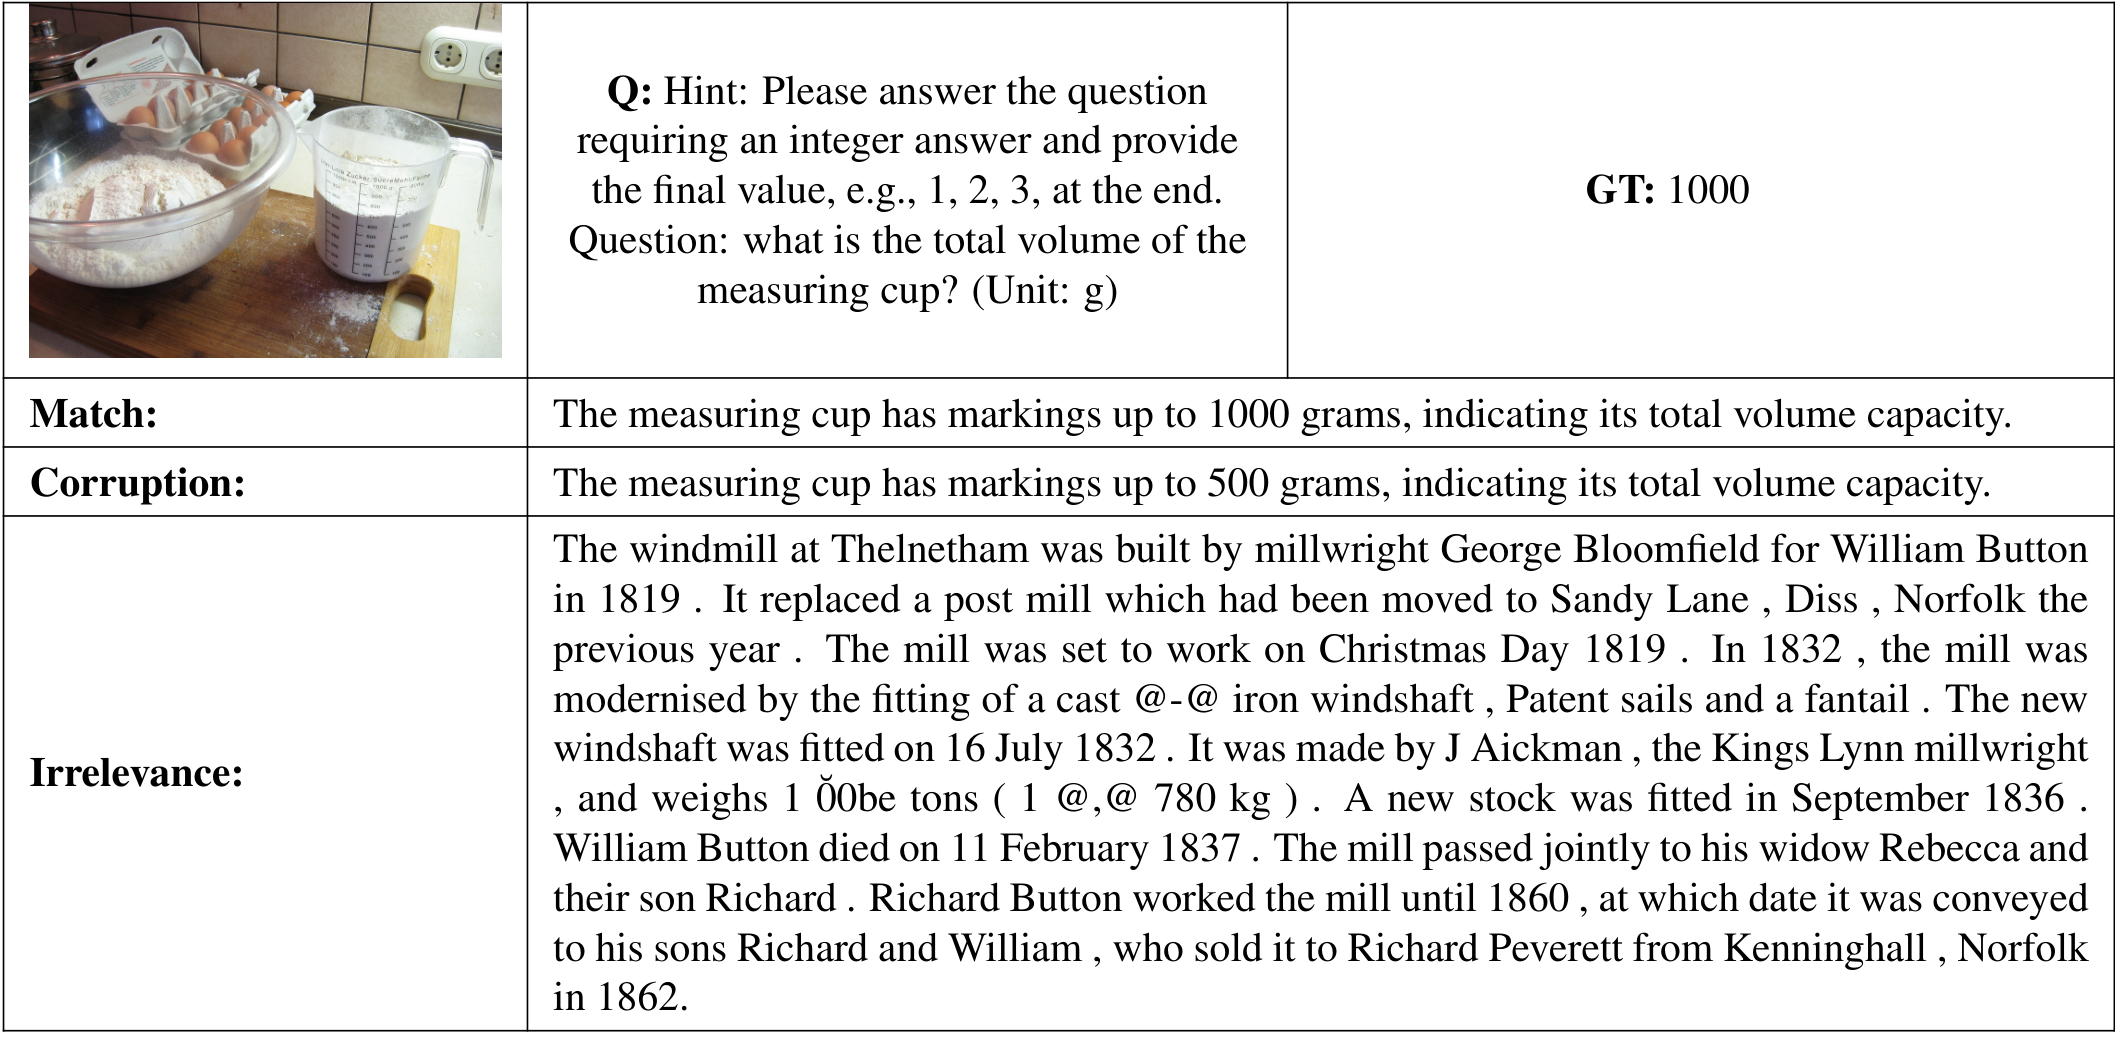 Q: Hint: Please answer the question
requiring an integer answer and provide
the final value, e.g., 1, 2, 3, at the end.
Question: what is the total volume of the
measuring cup? (Unit: g)
GT: 1000
Match:
The measuring cup has markings up to 1000 grams, indicating its total volume capacity.
Corruption:
The measuring cup has markings up to 500 grams, indicating its total volume capacity.
Irrelevance:
The windmill at Thelnetham was built by millwright George Bloomfield for William Button
in 1819 . It replaced a post mill which had been moved to Sandy Lane , Diss , Norfolk the
previous year . The mill was set to work on Christmas Day 1819 . In 1832 , the mill was
modernised by the fitting of a cast @-@ iron windshaft , Patent sails and a fantail . The new
windshaft was fitted on 16 July 1832 . It was made by J Aickman , the Kings Lynn millwright
, and weighs 1 0̆0be tons ( 1 @,@ 780 kg ) . A new stock was fitted in September 1836 .
William Button died on 11 February 1837 . The mill passed jointly to his widow Rebecca and
their son Richard . Richard Button worked the mill until 1860 , at which date it was conveyed
to his sons Richard and William , who sold it to Richard Peverett from Kenninghall , Norfolk
in 1862.